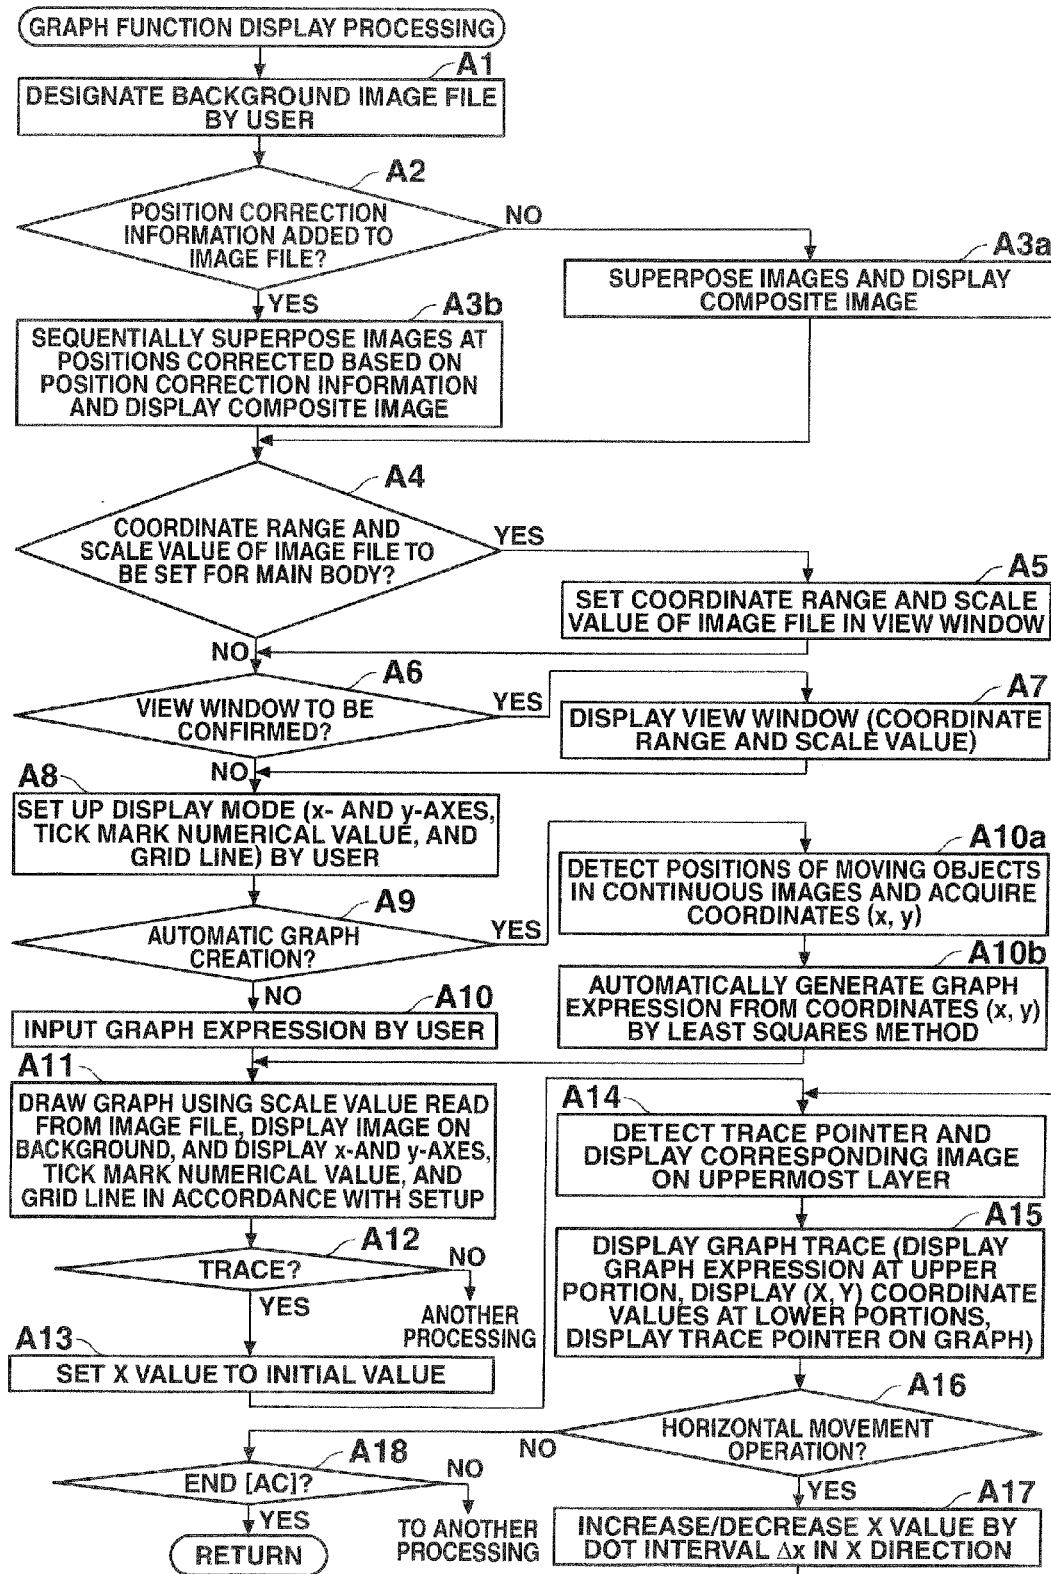 GRAPH FUNCTION DISPLAY PROCESSING
A1
DESIGNATE BACKGROUND IMAGE FILE
BY USER
A2
POSITION CORRECTION
INFORMATION ADDED TO
IMAGE FILE?
NO
YES
A3a
SUPERPOSE IMAGES AND DISPLAY
COMPOSITE IMAGE
A3b
SEQUENTIALLY SUPERPOSE IMAGES AT
POSITIONS CORRECTED BASED ON
POSITION CORRECTION INFORMATION
AND DISPLAY COMPOSITE IMAGE
A4
COORDINATE RANGE AND
SCALE VALUE OF IMAGE FILE TO
BE SET FOR MAIN BODY?
YES
NO
A5
SET COORDINATE RANGE AND SCALE
VALUE OF IMAGE FILE IN VIEW WINDOW
A6
VIEW WINDOW TO BE
CONFIRMED?
YES
NO
A7
DISPLAY VIEW WINDOW (COORDINATE
RANGE AND SCALE VALUE)
A8
SET UP DISPLAY MODE (x- AND y-AXES,
TICK MARK NUMERICAL VALUE, AND
GRID LINE) BY USER
A9
AUTOMATIC GRAPH
CREATION?
YES
NO
A10a
DETECT POSITIONS OF MOVING OBJECTS
IN CONTINUOUS IMAGES AND ACQUIRE
COORDINATES (x, y)
A10b
AUTOMATICALLY GENERATE GRAPH
EXPRESSION FROM COORDINATES (x, y)
BY LEAST SQUARES METHOD
A10
INPUT GRAPH EXPRESSION BY USER
A11
DRAW GRAPH USING SCALE VALUE READ
FROM IMAGE FILE, DISPLAY IMAGE ON
BACKGROUND, AND DISPLAY x-AND y-AXES,
TICK MARK NUMERICAL VALUE, AND
GRID LINE IN ACCORDANCE WITH SETUP
A12
TRACE?
NO
ANOTHER
PROCESSING
YES
A13
SET X VALUE TO INITIAL VALUE
A14
DETECT TRACE POINTER AND
DISPLAY CORRESPONDING IMAGE
ON UPPERMOST LAYER
A15
DISPLAY GRAPH TRACE (DISPLAY
GRAPH EXPRESSION AT UPPER
PORTION, DISPLAY (X, Y) COORDINATE
VALUES AT LOWER PORTIONS,
DISPLAY TRACE POINTER ON GRAPH)
A16
HORIZONTAL MOVEMENT
OPERATION?
NO
YES
A17
INCREASE/DECREASE X VALUE BY
DOT INTERVAL Δx IN X DIRECTION
A18
END [AC]?
NO
TO ANOTHER
PROCESSING
YES
RETURN